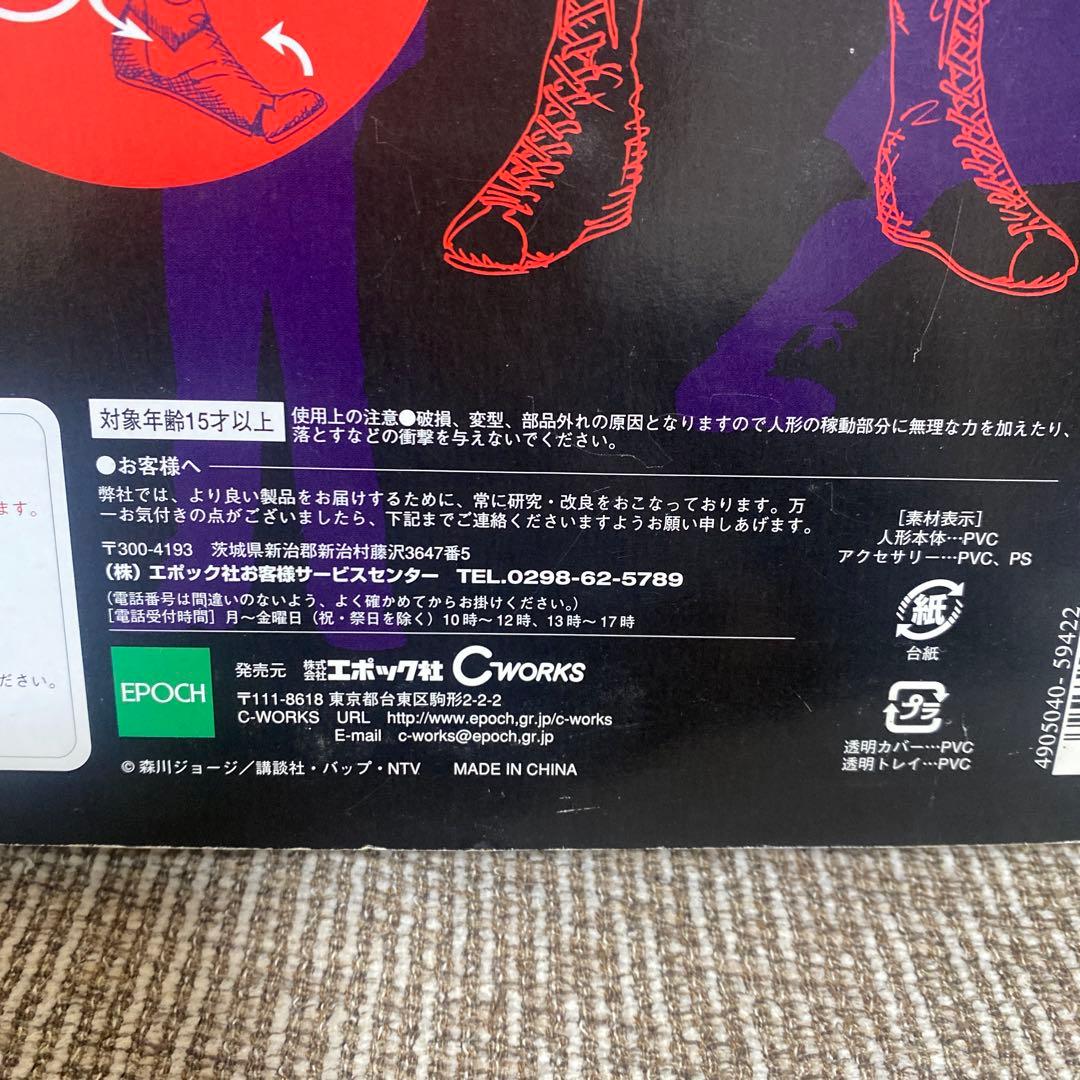 ます。
ださい。
対象年齢15才以上
使用上の注意●破損、変型、部品外れの原因となりますので人形の稼動部分に無理な力を加えたり、
落とすなどの衝撃を与えないでください。
●お客様へ
弊社では、より良い製品をお届けするために、常に研究・改良をおこなっております。万
一お気付きの点がございましたら、下記までご連絡くださいますようお願い申しあげます。
〒300-4193 茨城県新治郡新治村藤沢3647番5
(株)エポック社お客様サービスセンター TEL.0298-62-5789
(電話番号は間違いのないよう、よく確かめてからお掛けください。)
[電話受付時間]月〜金曜日(祝・祭日を除く)10時〜12時、13時〜17時
EPOCH
発売元 株式会社エポック社 C-WORKS
〒111-8618 東京都台東区駒形2-2-2
C-WORKS URL http://www.epoch.gr.jp/c-works
E-mail c-works@epoch.gr.jp
© 森川ジョージ/講談社・バップ・NTV MADE IN CHINA
[素材表示]
人形本体…PVC
アクセサリー…PVC、PS
紙
台紙
プラ
透明カバー…PVC
透明トレイ…PVC
4905040-59422